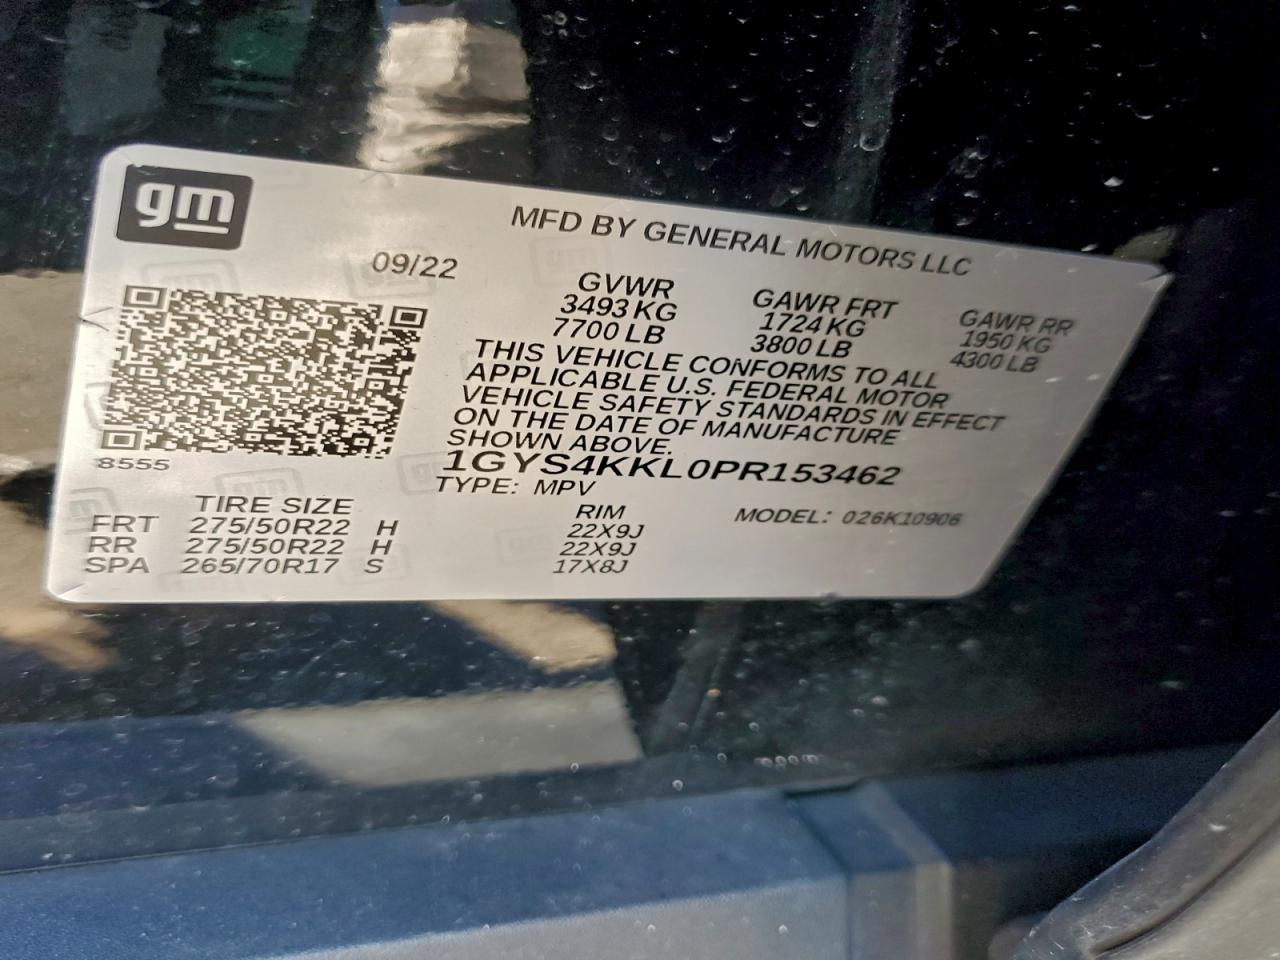 gm
MFD BY GENERAL MOTORS LLC
09/22
GVWR GAWR FRT GAWR RR
3493 KG 1724 KG 1950 KG
7700 LB 3800 LB 4300 LB
THIS VEHICLE CONFORMS TO ALL
APPLICABLE U.S. FEDERAL MOTOR
VEHICLE SAFETY STANDARDS IN EFFECT
ON THE DATE OF MANUFACTURE
SHOWN ABOVE.
8555
1GYS4KKL0PR153462
TYPE: MPV
MODEL: 026K10906
TIRE SIZE RIM
FRT 275/50R22 H 22X9J
RR 275/50R22 H 22X9J
SPA 265/70R17 S 17X8J